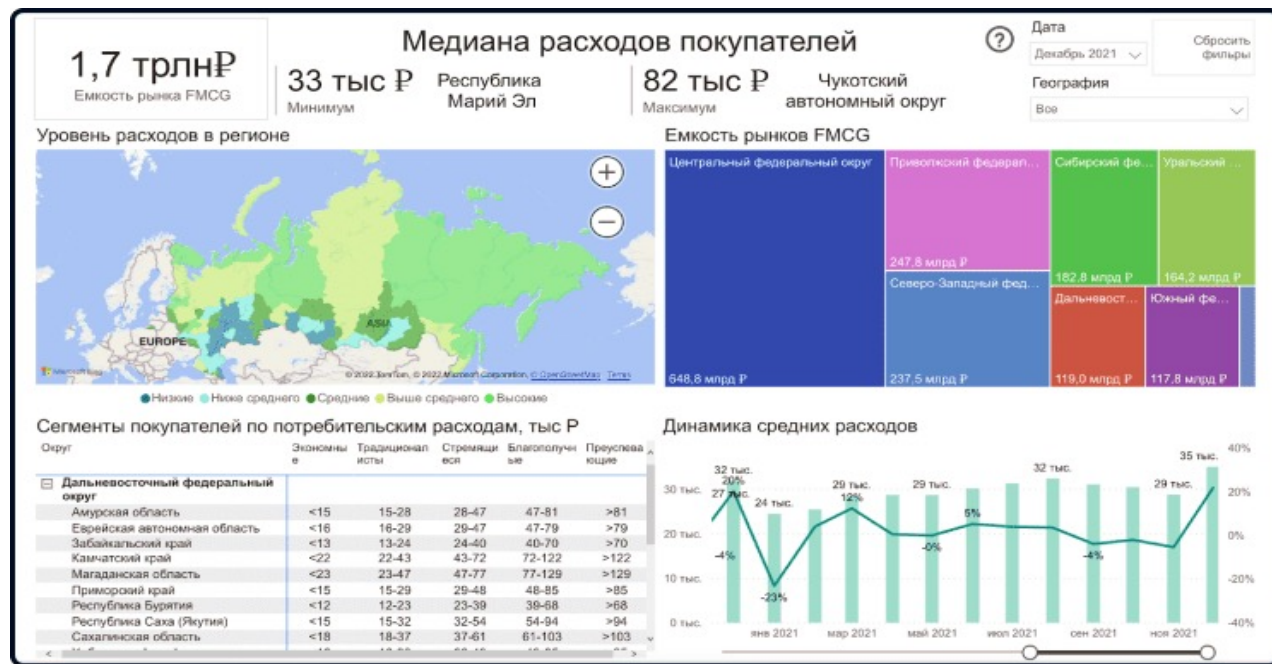 1,7 трлн₽
Емкость рынка FMCG
Медиана расходов покупателей
33 тыс ₽
Минимум
Республика
Марий Эл
82 тыс ₽
Максимум
Чукотский
автономный округ
?
Дата
Декабрь 2021
География
Все
Сбросить
фильтры
Уровень расходов в регионе
EUROPE
ASIA
© 2022 TomTom, © 2022 Microsoft Corporation, © OpenStreetMap Terms
Низкие Ниже среднего Средние Выше среднего Высокие
Емкость рынков FMCG
Центральный федеральный округ
648,8 млрд ₽
Приволжский федерал...
247,8 млрд ₽
Северо-Западный фед...
237,5 млрд ₽
Сибирский фе...
182,8 млрд ₽
Уральский ...
164,2 млрд ₽
Дальневост...
119,0 млрд ₽
Южный фе...
117,8 млрд ₽
Сегменты покупателей по потребительским расходам, тыс Р
Округ Экономны Традиционал Стремящи Благополучн Преуспева
е исты еся ые ющие
Дальневосточный федеральный
округ
Амурская область <15 15-28 28-47 47-81 >81
Еврейская автономная область <16 16-29 29-47 47-79 >79
Забайкальский край <13 13-24 24-40 40-70 >70
Камчатский край <22 22-43 43-72 72-122 >122
Магаданская область <23 23-47 47-77 77-129 >129
Приморский край <15 15-29 29-48 48-85 >85
Республика Бурятия <12 12-23 23-39 39-68 >68
Республика Саха (Якутия) <15 15-32 32-54 54-94 >94
Сахалинская область <18 18-37 37-61 61-103 >103
Динамика средних расходов
40%
35 тыс.
32 тыс.
32 тыс.
20%
29 тыс.
29 тыс.
29 тыс.
30 тыс.
27 тыс.
24 тыс.
12%
5%
20%
20 тыс.
-4%
-0%
-4%
0%
10 тыс.
-23%
-20%
0 тыс.
-40%
янв 2021 мар 2021 май 2021 июл 2021 сен 2021 ноя 2021